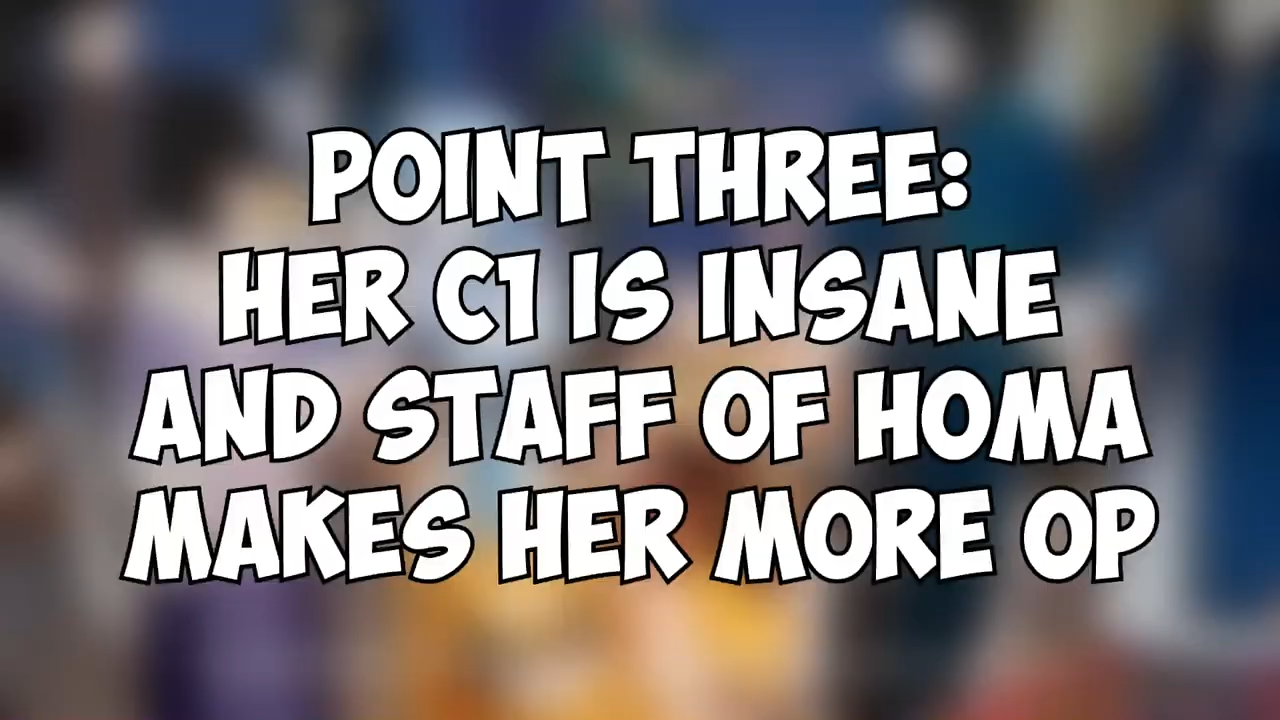 POINT THREE:
HER C1 IS INSANE
AND STAFF OF HOMA
MAKES HER MORE OP